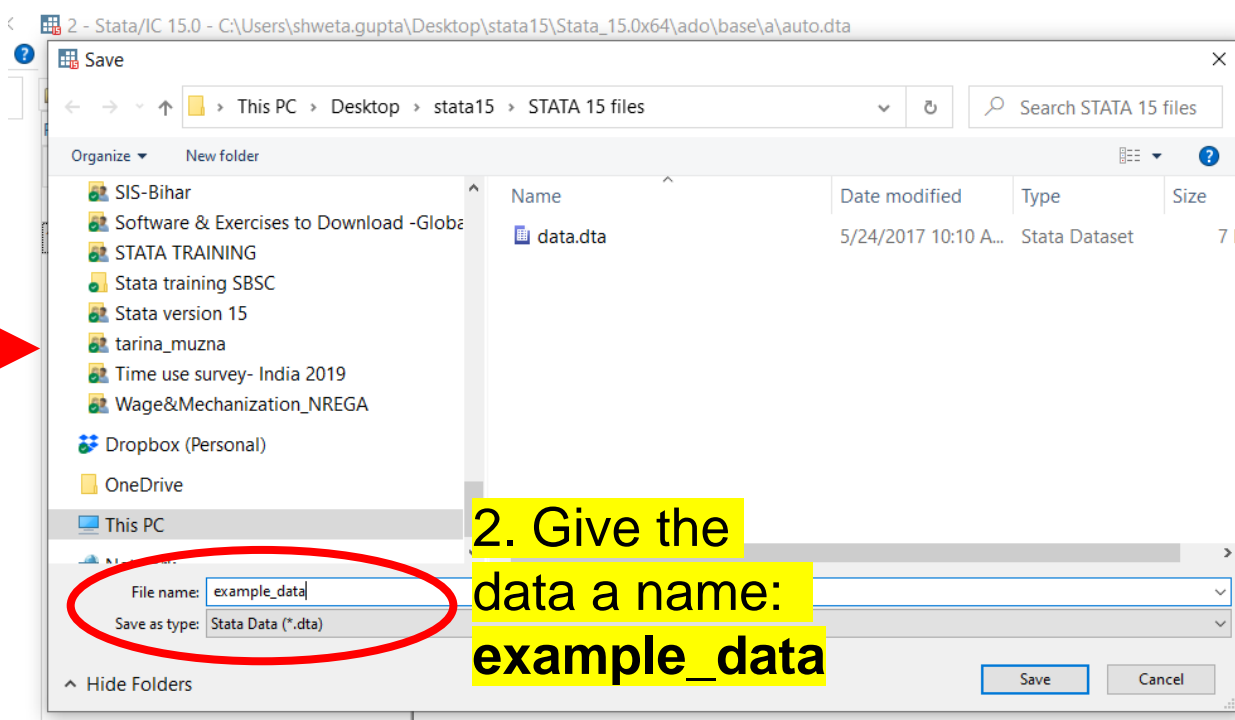 2 - Stata/IC 15.0 - C:\Users\shweta.gupta\Desktop\stata15\Stata_15.0x64\ado\base\a\auto.dta
Save
This PC > Desktop > stata15 > STATA 15 files
Search STATA 15 files
Organize
New folder
SIS-Bihar
Software & Exercises to Download -Globa
STATA TRAINING
Stata training SBSC
Stata version 15
tarina_muzna
Time use survey- India 2019
Wage&Mechanization_NREGA
Dropbox (Personal)
OneDrive
This PC
Name Date modified Type Size
data.dta 5/24/2017 10:10 A... Stata Dataset 7
2. Give the
data a name:
example_data
File name: example_data
Save as type: Stata Data (*.dta)
Hide Folders
Save
Cancel